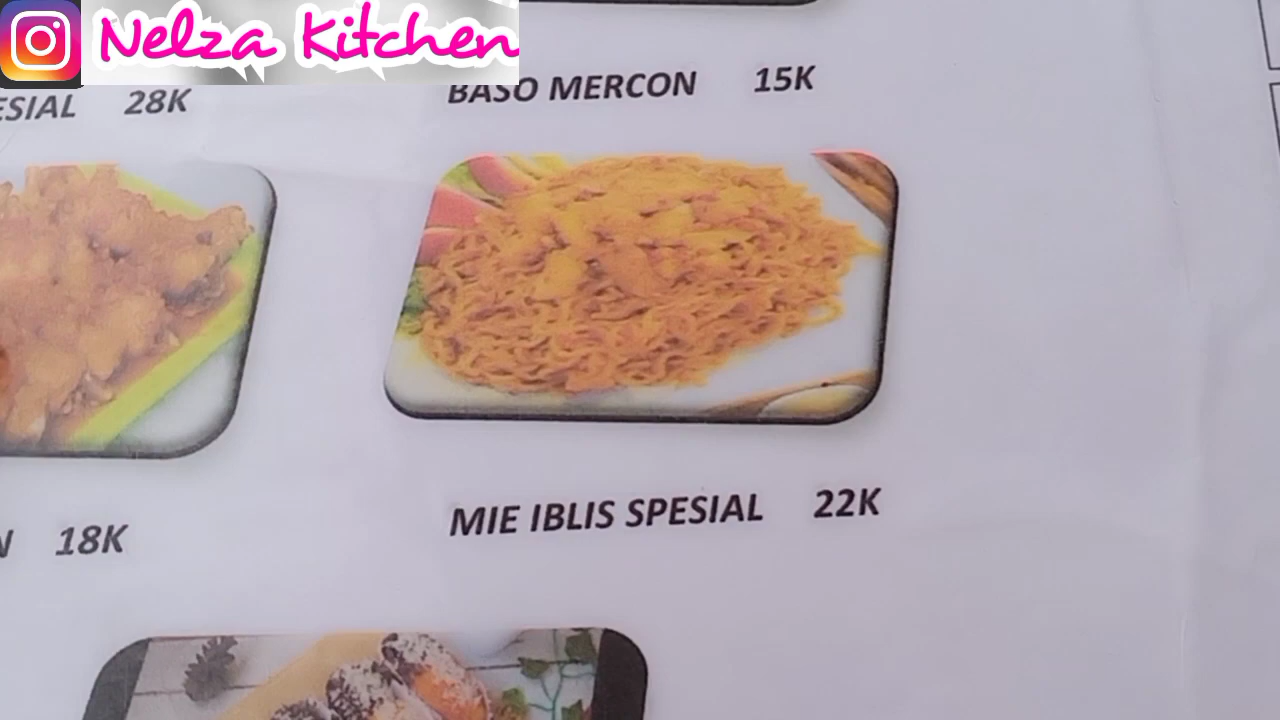 Nelza Kitchen
28K
BASO MERCON 15K
18K
MIE IBLIS SPESIAL 22K